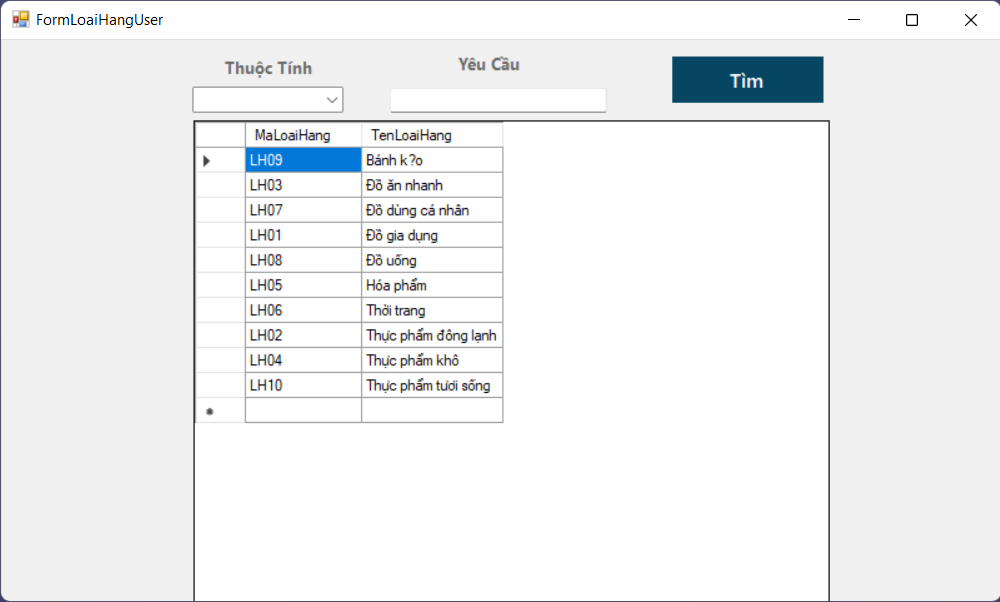 FormLoaiHangUser
Thuộc Tính
Yêu Cầu
Tìm
MaLoaiHang TenLoaiHang
LH09 Bánh k?o
LH03 Đồ ăn nhanh
LH07 Đồ dùng cá nhân
LH01 Đồ gia dụng
LH08 Đồ uống
LH05 Hóa phẩm
LH06 Thời trang
LH02 Thực phẩm đông lạnh
LH04 Thực phẩm khô
LH10 Thực phẩm tươi sống